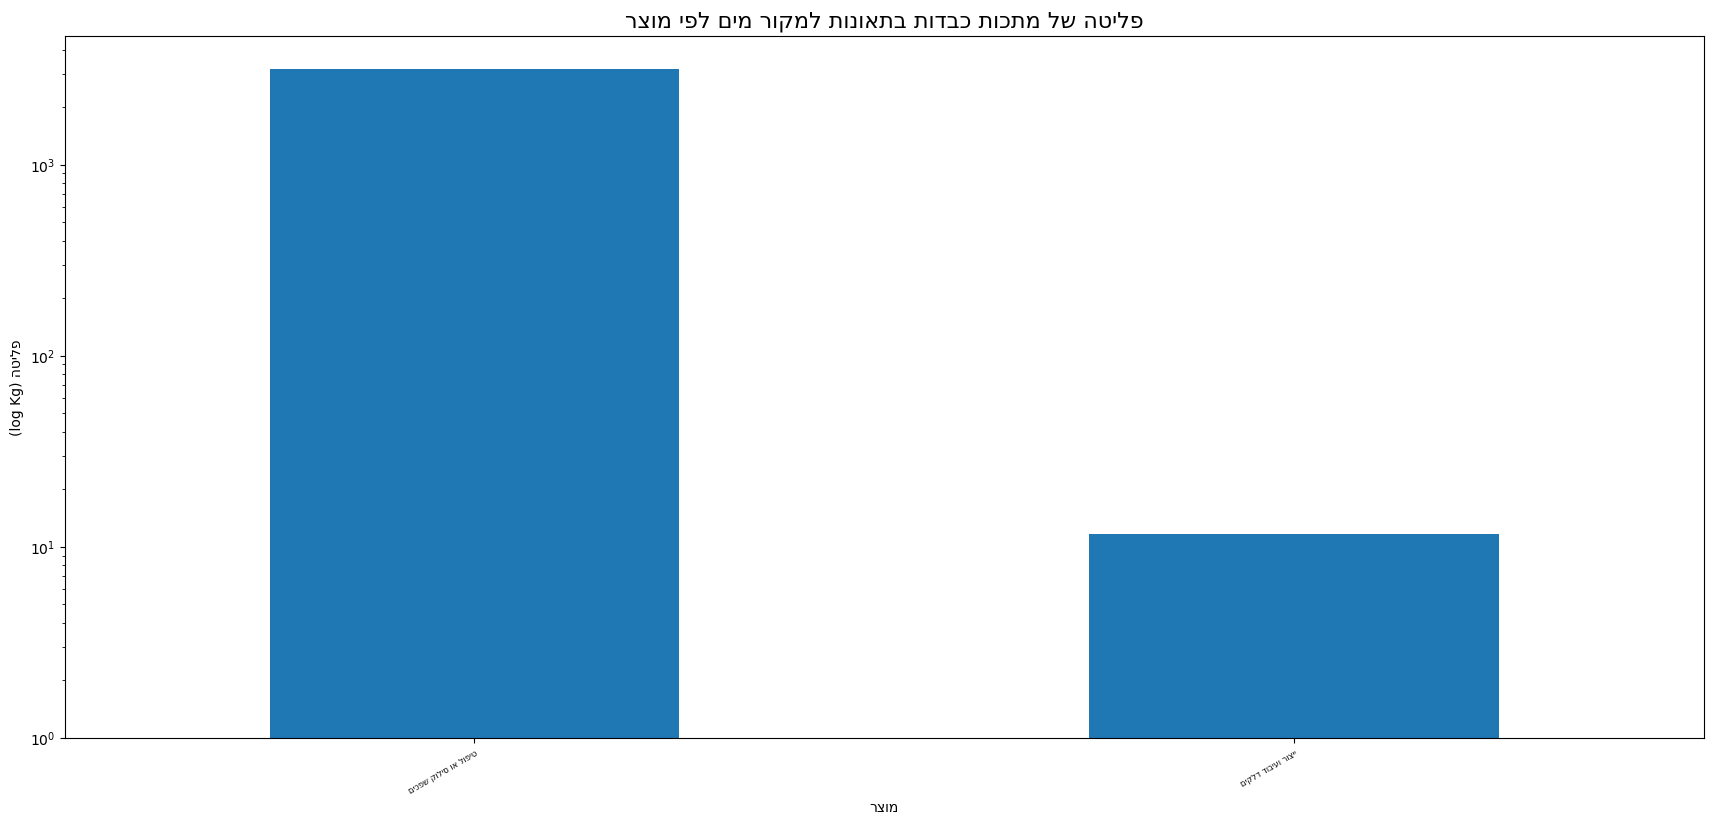 פליטה של מתכות כבדות בתאונות למקור מים לפי מוצר
פליטה (log Kg)
10³
10²
10¹
10⁰
טיפול או סילוק שפכים
ייצור ועיבוד דלקים
מוצר